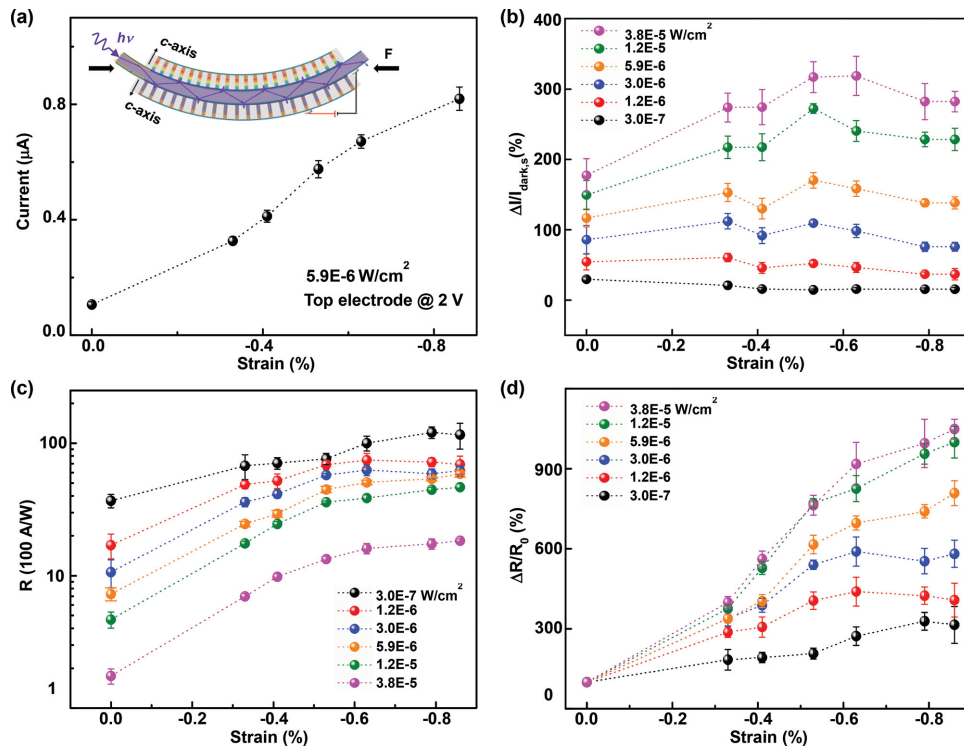 (a)
hν
c-axis
c-axis
F
Current (μA)
0.8
0.4
0.0
5.9E-6 W/cm²
Top electrode @ 2 V
0.0
-0.4
-0.8
Strain (%)
(b)
ΔI/I_dark,s(%)
400
300
200
100
0
3.8E-5 W/cm²
1.2E-5
5.9E-6
3.0E-6
1.2E-6
3.0E-7
0.0
-0.2
-0.4
-0.6
-0.8
Strain (%)
(c)
R (100 A/W)
100
10
1
3.0E-7 W/cm²
1.2E-6
3.0E-6
5.9E-6
1.2E-5
3.8E-5
0.0
-0.2
-0.4
-0.6
-0.8
Strain (%)
(d)
ΔR/R₀ (%)
900
600
300
0
3.8E-5 W/cm²
1.2E-5
5.9E-6
3.0E-6
1.2E-6
3.0E-7
0.0
-0.2
-0.4
-0.6
-0.8
Strain (%)